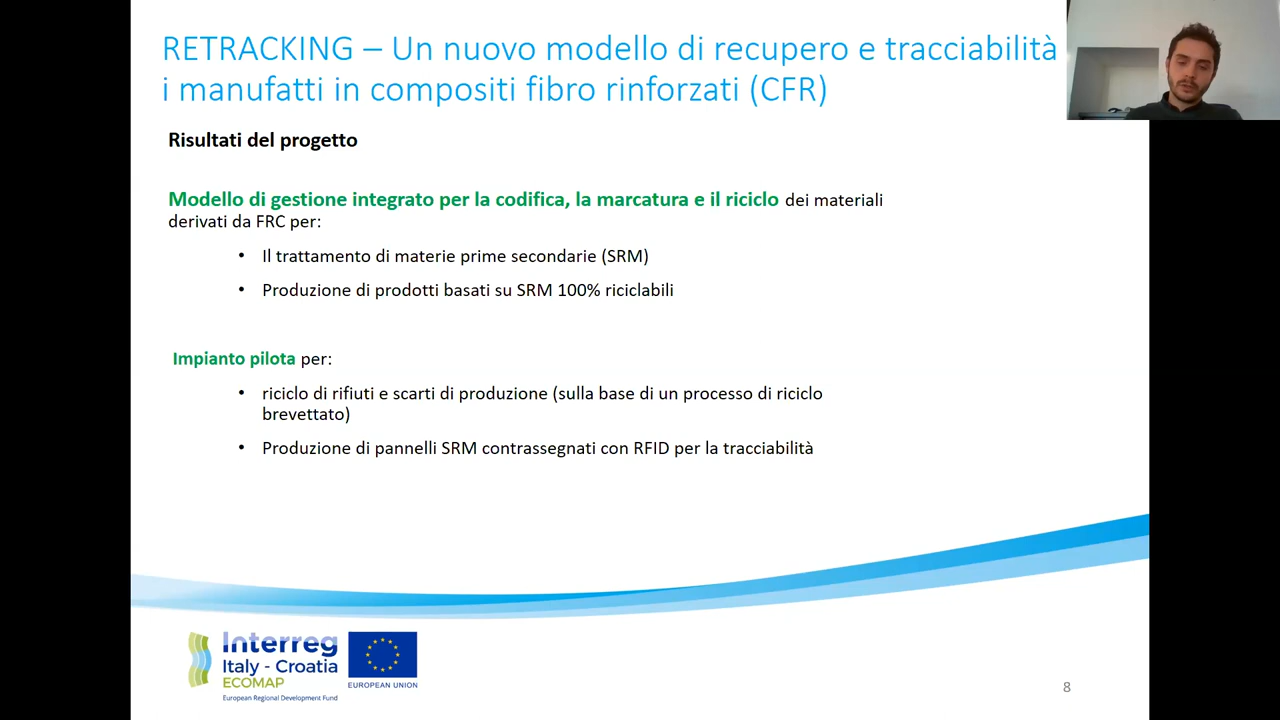 RETRACKING – Un nuovo modello di recupero e tracciabilità
i manufatti in compositi fibro rinforzati (CFR)
Risultati del progetto
Modello di gestione integrato per la codifica, la marcatura e il riciclo dei materiali
derivati da FRC per:
• Il trattamento di materie prime secondarie (SRM)
• Produzione di prodotti basati su SRM 100% riciclabili
Impianto pilota per:
• riciclo di rifiuti e scarti di produzione (sulla base di un processo di riciclo
brevettato)
• Produzione di pannelli SRM contrassegnati con RFID per la tracciabilità
Interreg
Italy - Croatia
ECOMAP
European Regional Development Fund
EUROPEAN UNION
8